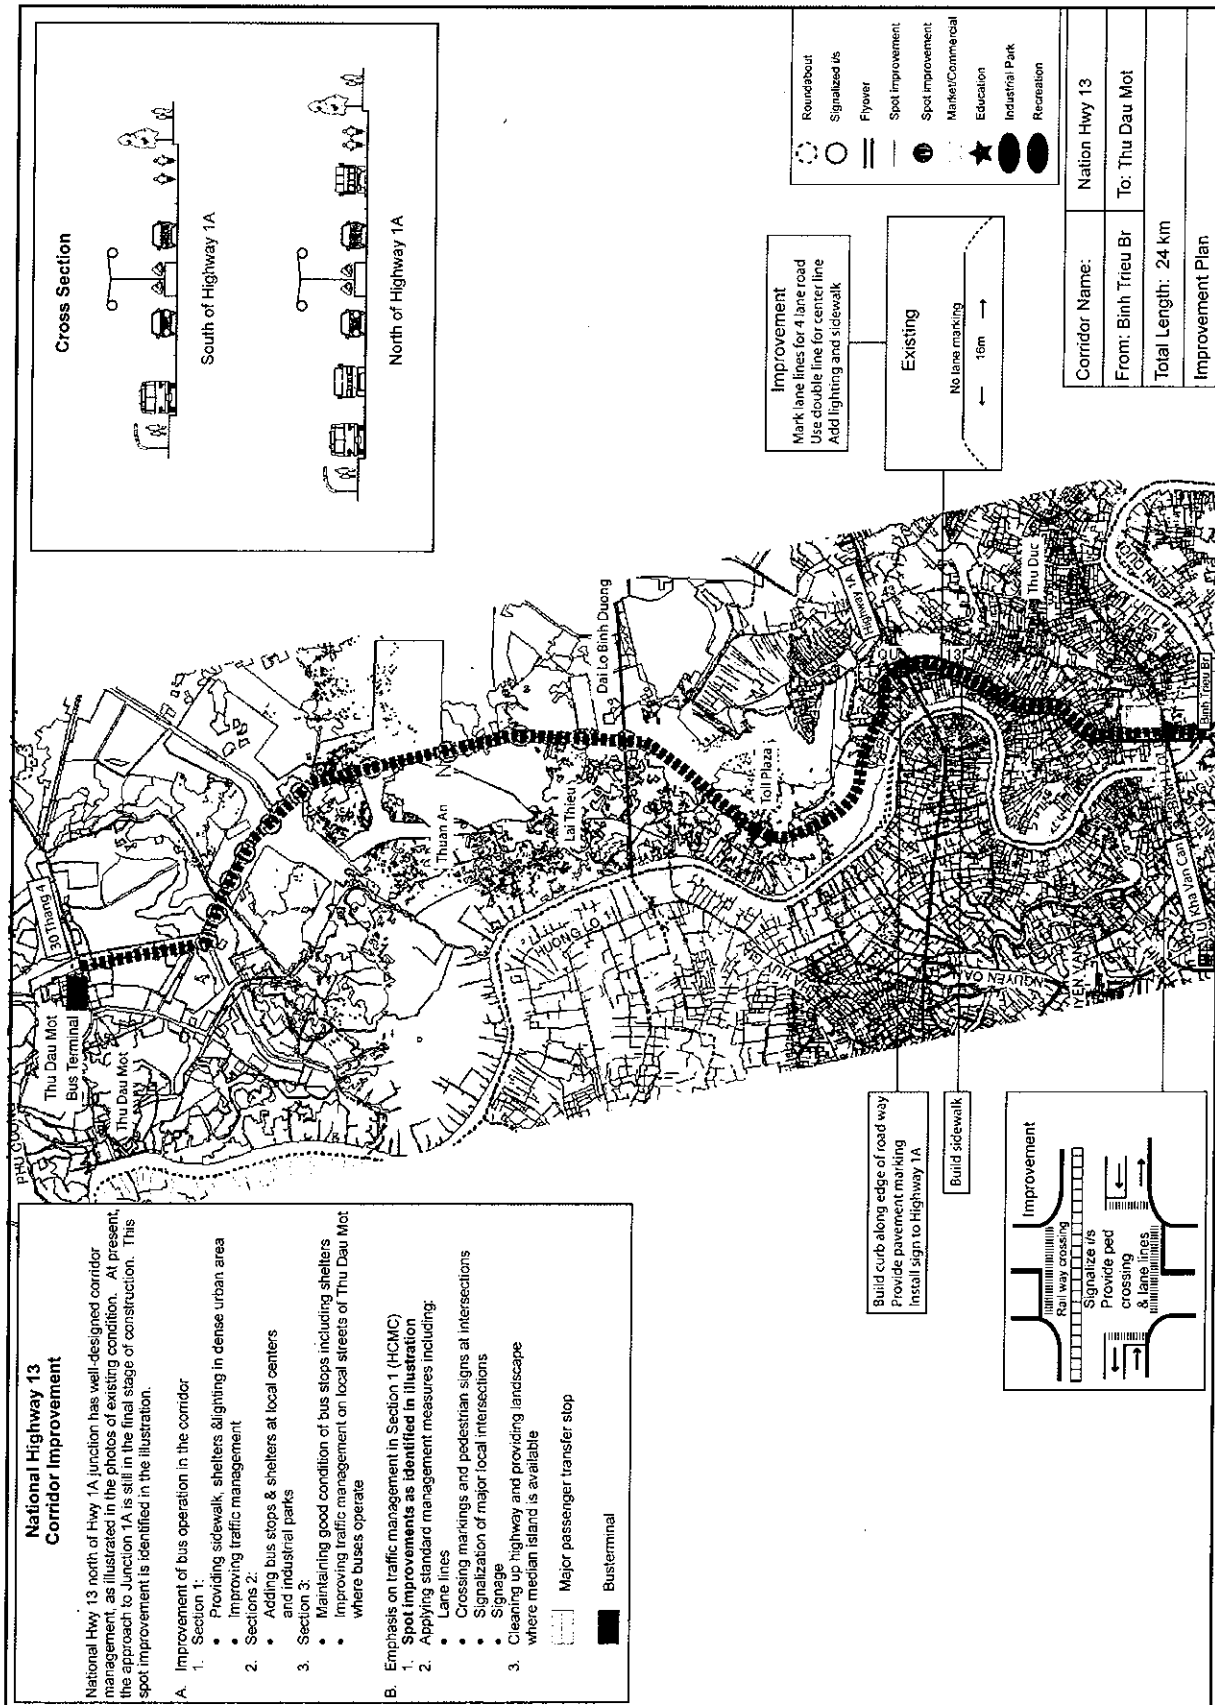 National Highway 13
Corridor Improvement
National Hwy 13 north of Hwy 1A junction has well-designed corridor
management, as illustrated in the photos of existing condition. At present,
the approach to Junction 1A is still in the final stage of construction. This
spot improvement is identified in the illustration.
A. Improvement of bus operation in the corridor
1. Section 1:
• Providing sidewalk, shelters &lighting in dense urban area
• Improving traffic management
2. Sections 2:
• Adding bus stops & shelters at local centers
and industrial parks
3. Section 3:
• Maintaining good condition of bus stops including shelters
• Improving traffic management on local streets of Thu Dau Mot
where buses operate
B. Emphasis on traffic management in Section 1 (HCMC)
1. Spot improvements as identified in illustration
2. Applying standard management measures including:
• Lane lines
• Crossing markings and pedestrian signs at intersections
• Signalization of major local intersections
• Signage
3. Cleaning up highway and providing landscape
where median island is available
Major passenger transfer stop
Busterminal
Build curb along edge of road way
Provide pavement marking
Install sign to Highway 1A
Build sidewalk
Improvement
Rail way crossing
Signalize i/s
Provide ped
crossing
& lane lines
PHU CUONG
Thu Dau Mot
Bus Terminal
Thu Dau Mot
30 Thang 4
Thuan An
Lai Thieu
Dai Lo Binh Duong
HUONG LO
Toll Plaza
Highway 1A
QU
13
NGUYEN OA
Thu Duc
BINH QUOI
Kha Van Can
Binh Trieu Br
Cross Section
South of Highway 1A
North of Highway 1A
Improvement
Mark lane lines for 4 lane road
Use double line for center line
Add lighting and sidewalk
Existing
No lane marking
← 16m →
Roundabout
Signalized i/s
Flyover
Spot improvement
Spot improvement
Market/Commercial
Education
Industrial Park
Recreation
Corridor Name: Nation Hwy 13
From: Binh Trieu Br To: Thu Dau Mot
Total Length: 24 km
Improvement Plan